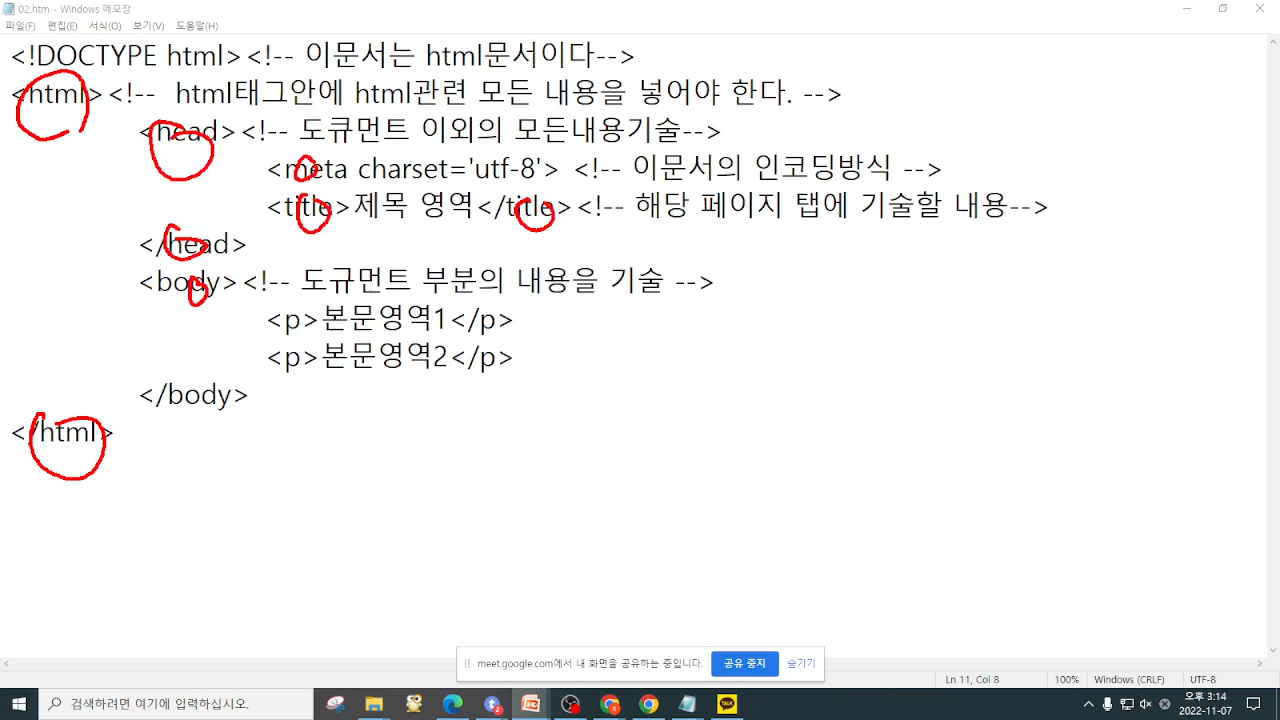 02.htm - Windows 메모장
파일(F) 편집(E) 서식(O) 보기(V) 도움말(H)
<!DOCTYPE html><!-- 이문서는 html문서이다-->
<html><!--  html태그안에 html관련 모든 내용을 넣어야 한다. -->
<head><!-- 도큐먼트 이외의 모든내용기술-->
<meta charset='utf-8'> <!-- 이문서의 인코딩방식 -->
<title>제목 영역</title><!-- 해당 페이지 탭에 기술할 내용-->
</head>
<body><!-- 도규먼트 부분의 내용을 기술 -->
<p>본문영역1</p>
<p>본문영역2</p>
</body>
</html>
meet.google.com에서 내 화면을 공유하는 중입니다. 공유 중지 숨기기
Ln 11, Col 8 100% Windows (CRLF) UTF-8
검색하려면 여기에 입력하십시오.
TALK
오후 3:14
2022-11-07